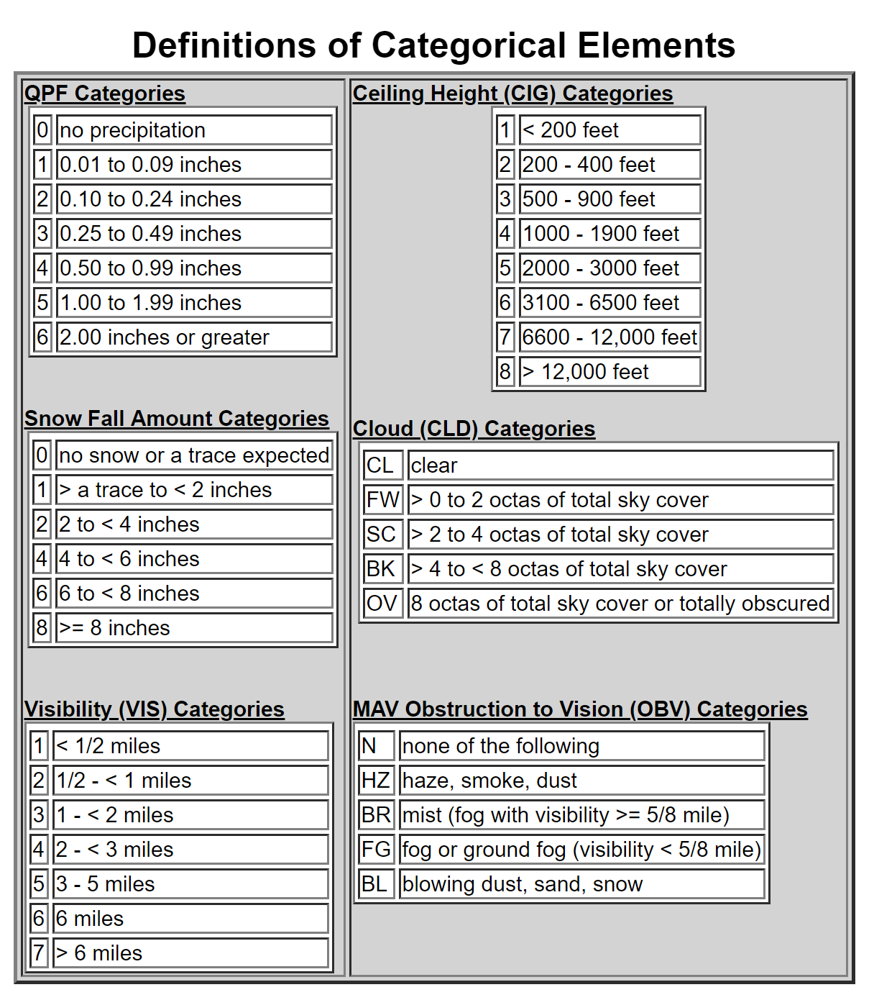 Definitions of Categorical Elements
QPF Categories
0 no precipitation
1 0.01 to 0.09 inches
2 0.10 to 0.24 inches
3 0.25 to 0.49 inches
4 0.50 to 0.99 inches
5 1.00 to 1.99 inches
6 2.00 inches or greater
Snow Fall Amount Categories
0 no snow or a trace expected
1 > a trace to < 2 inches
2 2 to < 4 inches
4 4 to < 6 inches
6 6 to < 8 inches
8 >= 8 inches
Visibility (VIS) Categories
1 < 1/2 miles
2 1/2 - < 1 miles
3 1 - < 2 miles
4 2 - < 3 miles
5 3 - 5 miles
6 6 miles
7 > 6 miles
Ceiling Height (CIG) Categories
1 < 200 feet
2 200 - 400 feet
3 500 - 900 feet
4 1000 - 1900 feet
5 2000 - 3000 feet
6 3100 - 6500 feet
7 6600 - 12,000 feet
8 > 12,000 feet
Cloud (CLD) Categories
CL clear
FW > 0 to 2 octas of total sky cover
SC > 2 to 4 octas of total sky cover
BK > 4 to < 8 octas of total sky cover
OV 8 octas of total sky cover or totally obscured
MAV Obstruction to Vision (OBV) Categories
N none of the following
HZ haze, smoke, dust
BR mist (fog with visibility >= 5/8 mile)
FG fog or ground fog (visibility < 5/8 mile)
BL blowing dust, sand, snow